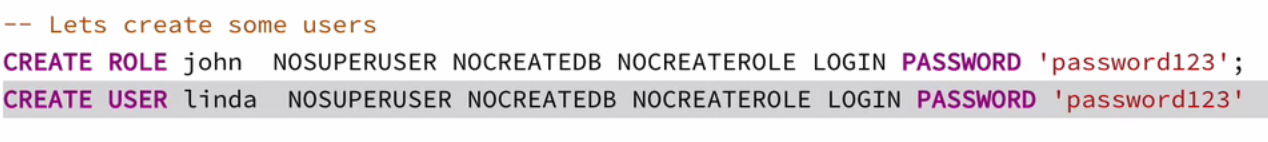 -- Lets create some users
CREATE ROLE john  NOSUPERUSER NOCREATEDB NOCREATEROLE LOGIN PASSWORD 'password123';
CREATE USER linda  NOSUPERUSER NOCREATEDB NOCREATEROLE LOGIN PASSWORD 'password123'